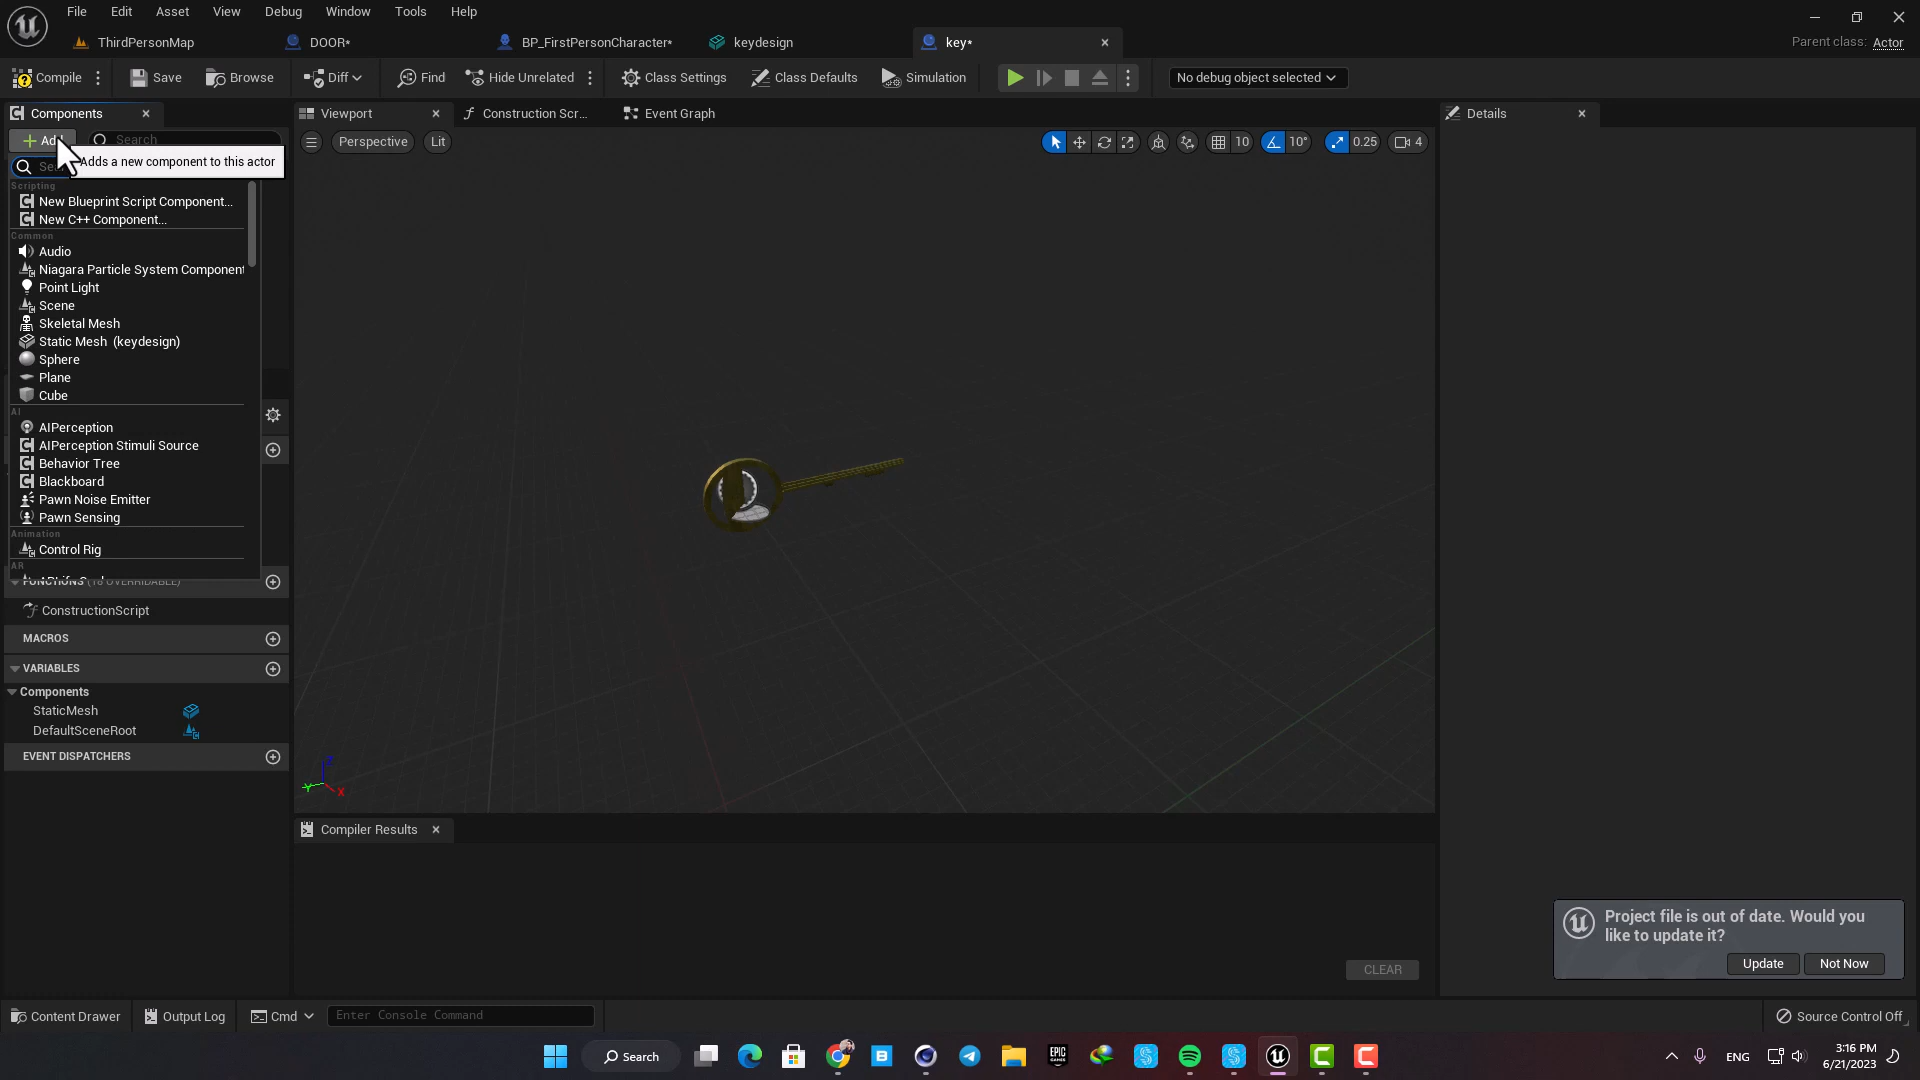 File Edit Asset View Debug Window Tools Help
ThirdPersonMap DOOR* BP_FirstPersonCharacter* keydesign key*
Parent class: Actor
Compile Save Browse Diff Find Hide Unrelated Class Settings Class Defaults Simulation No debug object selected
Components Viewport Construction Scr... Event Graph Details
Add Search
Perspective Lit 10 10° 0.25 4
Adds a new component to this actor
Scripting
New Blueprint Script Component...
New C++ Component...
Common
Audio
Niagara Particle System Component
Point Light
Scene
Skeletal Mesh
Static Mesh (keydesign)
Sphere
Plane
Cube
AI
AIPerception
AIPerception Stimuli Source
Behavior Tree
Blackboard
Pawn Noise Emitter
Pawn Sensing
Animation
Control Rig
AR
FUNCTIONS (18 OVERRIDABLE)
ConstructionScript
MACROS
VARIABLES
Components
StaticMesh
DefaultSceneRoot
EVENT DISPATCHERS
Z
Y X
Compiler Results
CLEAR
Project file is out of date. Would you
like to update it?
Update Not Now
Content Drawer Output Log Cmd Enter Console Command Source Control Off
Search
EPIC GAMES
ENG
3:16 PM
6/21/2023